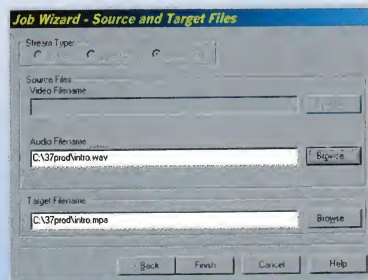 Job Wizard - Source and Target Files
Stream Type:
Source Files
Video Filename
Audio Filename
C:\37prod\intro.wav
Browse
Target Filename
C:\37prod\intro.mpa
Browse
Back Finish Cancel Help